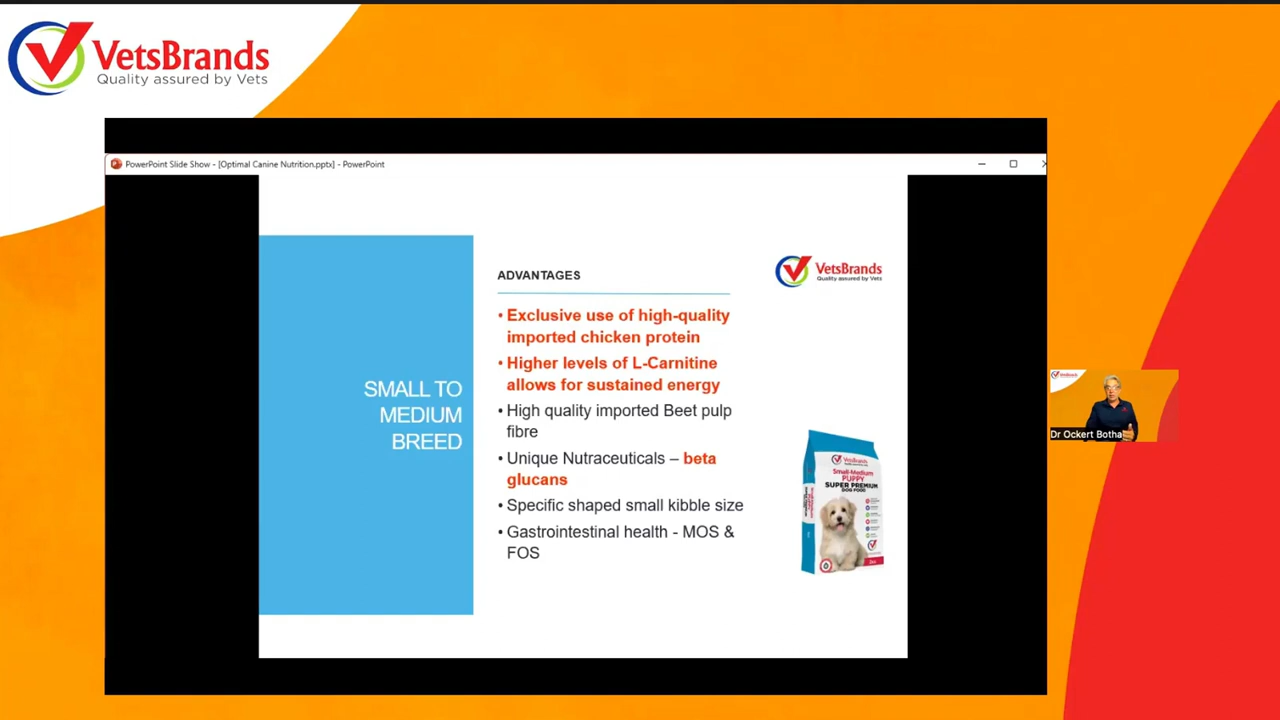 VetsBrands
Quality assured by Vets
PowerPoint Slide Show - [Optimal Canine Nutrition.pptx] - PowerPoint
SMALL TO
MEDIUM
BREED
ADVANTAGES
• Exclusive use of high-quality
imported chicken protein
• Higher levels of L-Carnitine
allows for sustained energy
• High quality imported Beet pulp
fibre
• Unique Nutraceuticals – beta
glucans
• Specific shaped small kibble size
• Gastrointestinal health - MOS &
FOS
VetsBrands
Quality assured by Vets
VetsBrands
Small-Medium
PUPPY
SUPER PREMIUM
DOG FOOD
Dr Ockert Botha